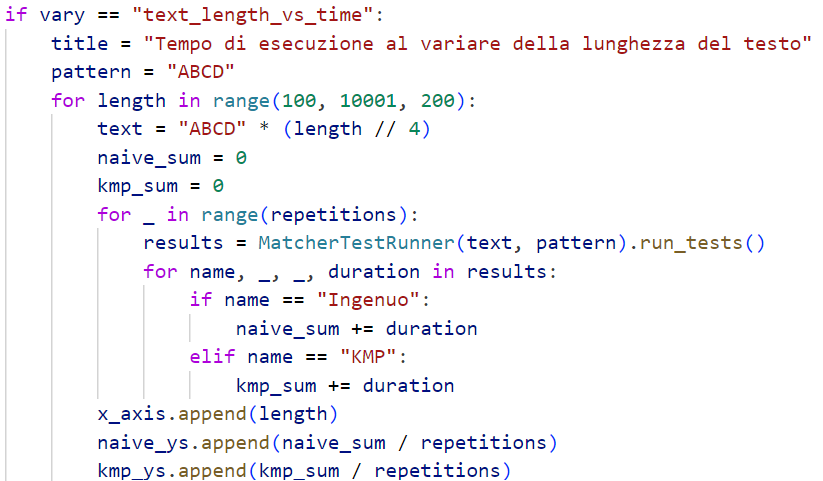 if vary == "text_length_vs_time":
    title = "Tempo di esecuzione al variare della lunghezza del testo"
    pattern = "ABCD"
    for length in range(100, 10001, 200):
        text = "ABCD" * (length // 4)
        naive_sum = 0
        kmp_sum = 0
        for _ in range(repetitions):
            results = MatcherTestRunner(text, pattern).run_tests()
            for name, _, _, duration in results:
                if name == "Ingenuo":
                    naive_sum += duration
                elif name == "KMP":
                    kmp_sum += duration
        x_axis.append(length)
        naive_ys.append(naive_sum / repetitions)
        kmp_ys.append(kmp_sum / repetitions)